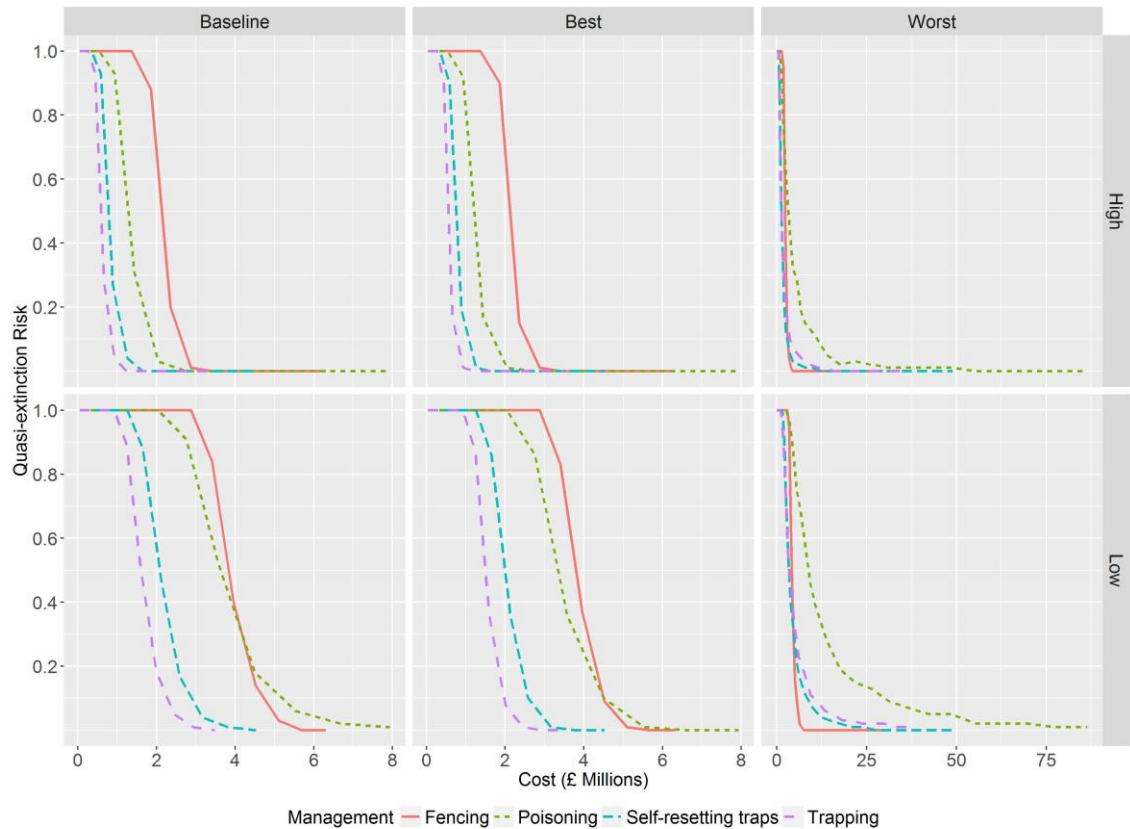 Baseline Best Worst
1.0
0.8
0.6
0.4
0.2
High
1.0
0.8
0.6
0.4
0.2
Low
Quasi-extinction Risk
0 2 4 6 8 0 2 4 6 8 0 25 50 75
Cost (£ Millions)
Management Fencing Poisoning Self-resetting traps Trapping